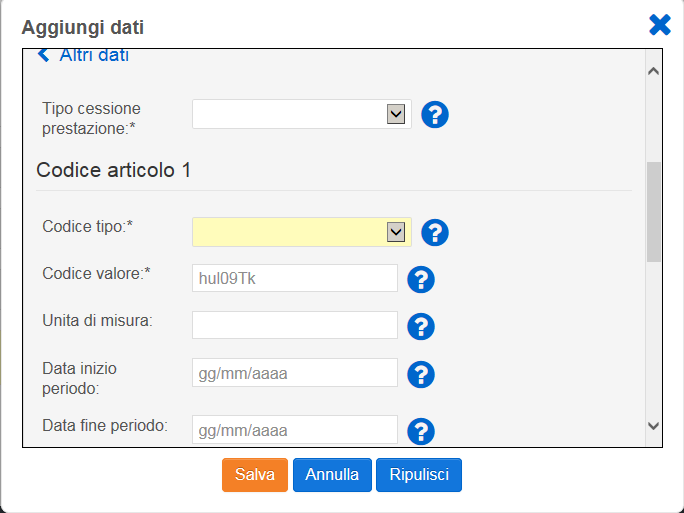 Aggiungi dati
Altri dati
Tipo cessione
prestazione:*
Codice articolo 1
Codice tipo:*
Codice valore:*
hul09Tk
Unita di misura:
Data inizio
periodo:
gg/mm/aaaa
Data fine periodo:
gg/mm/aaaa
Salva Annulla Ripulisci